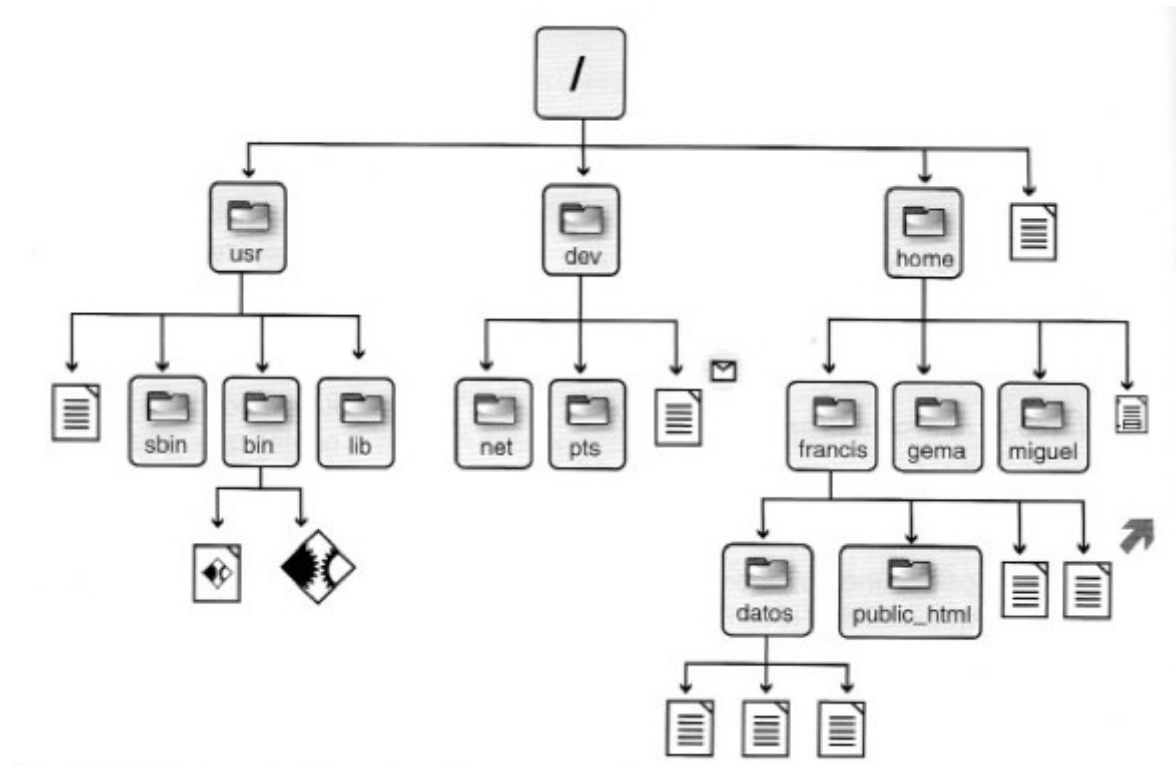 /
usr
dev
home
sbin
bin
lib
net
pts
francis
gema
miguel
datos
public_html